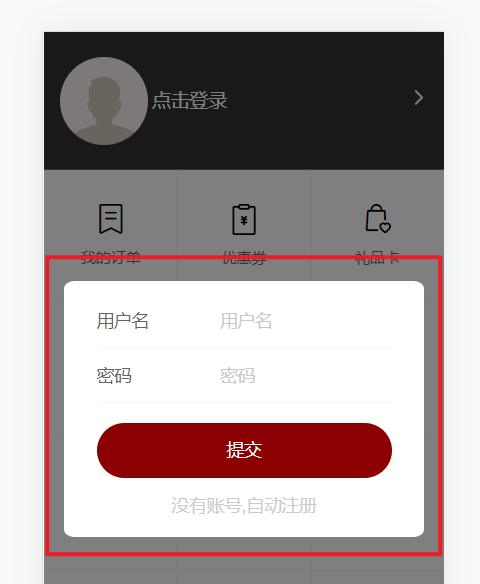 点击登录
我的订单 优惠券 礼品卡
用户名 用户名
密码 密码
提交
没有账号,自动注册